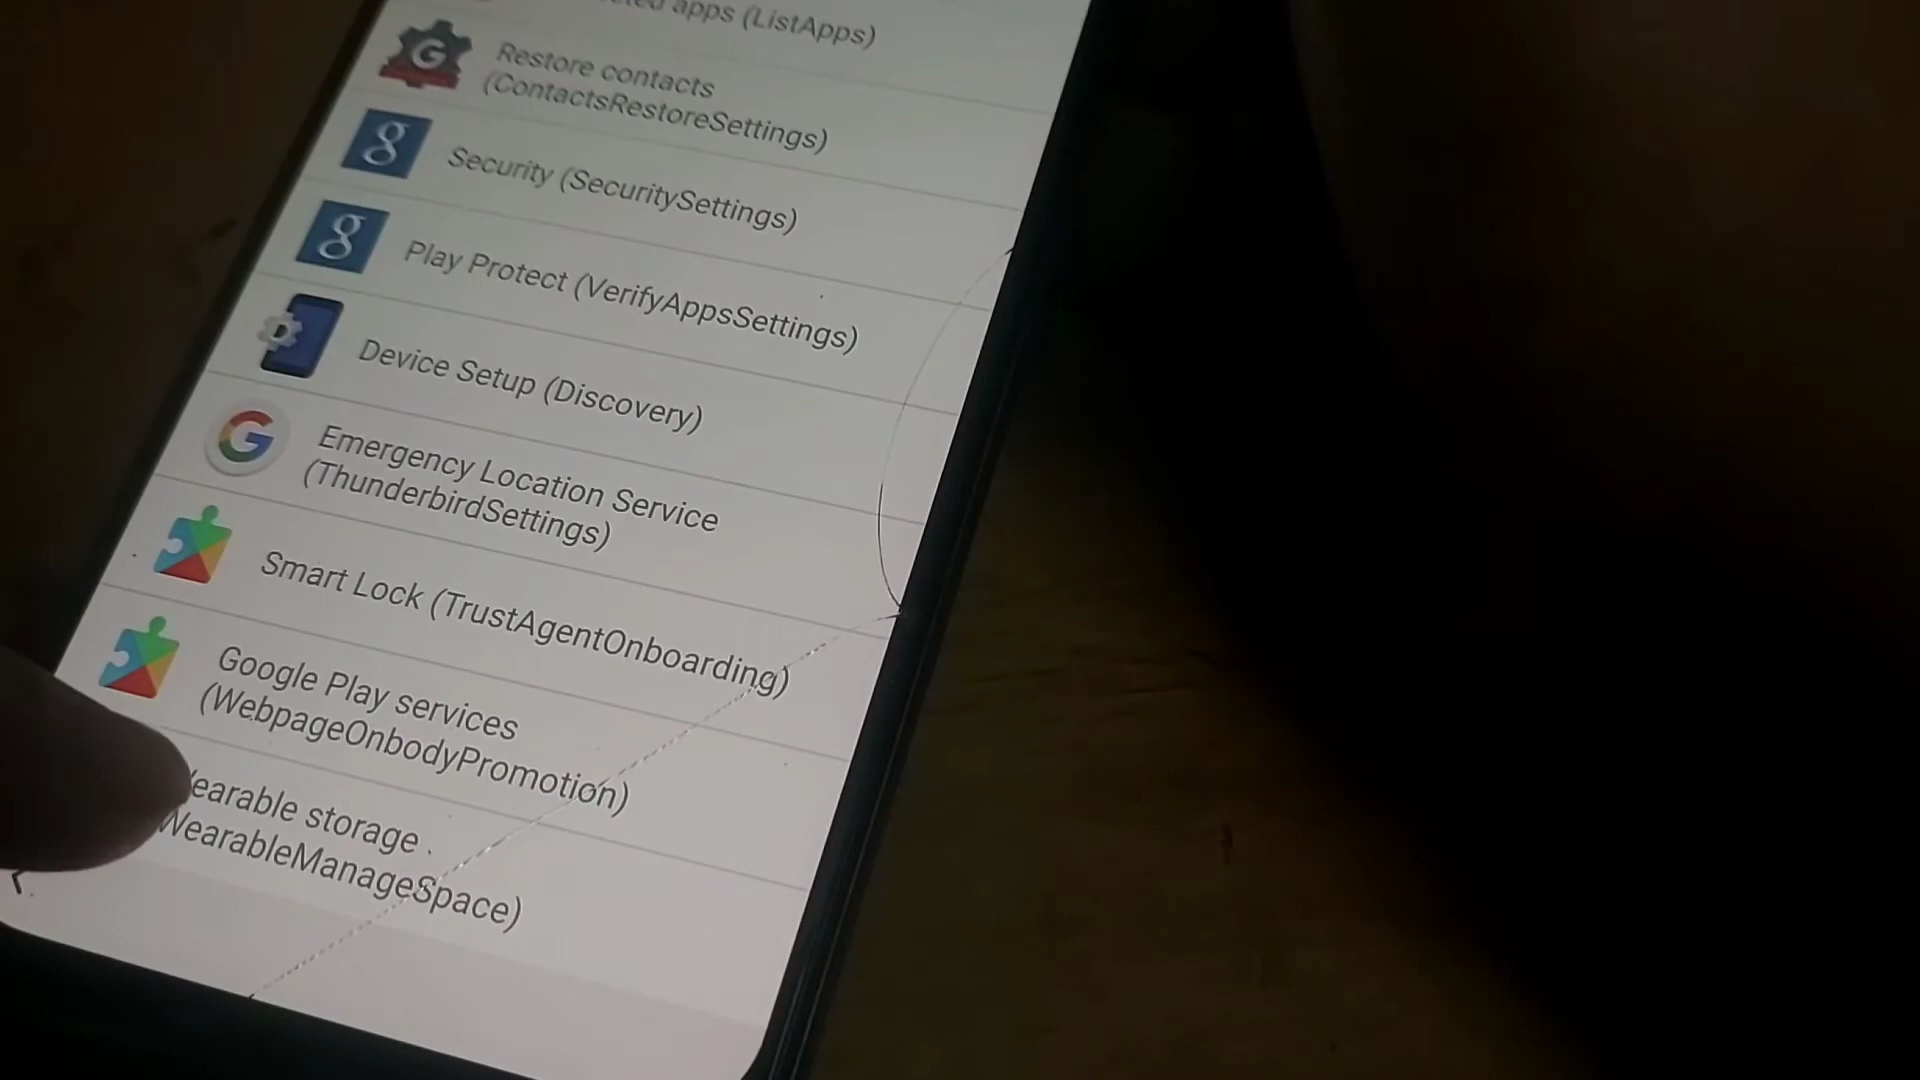 apps (ListApps)
Restore contacts
(ContactsRestoreSettings)
Security (SecuritySettings)
Play Protect (VerifyAppsSettings)
Device Setup (Discovery)
Emergency Location Service
(ThunderbirdSettings)
Smart Lock (TrustAgentOnboarding)
Google Play services
(WebpageOnbodyPromotion)
earable storage
WearableManageSpace)